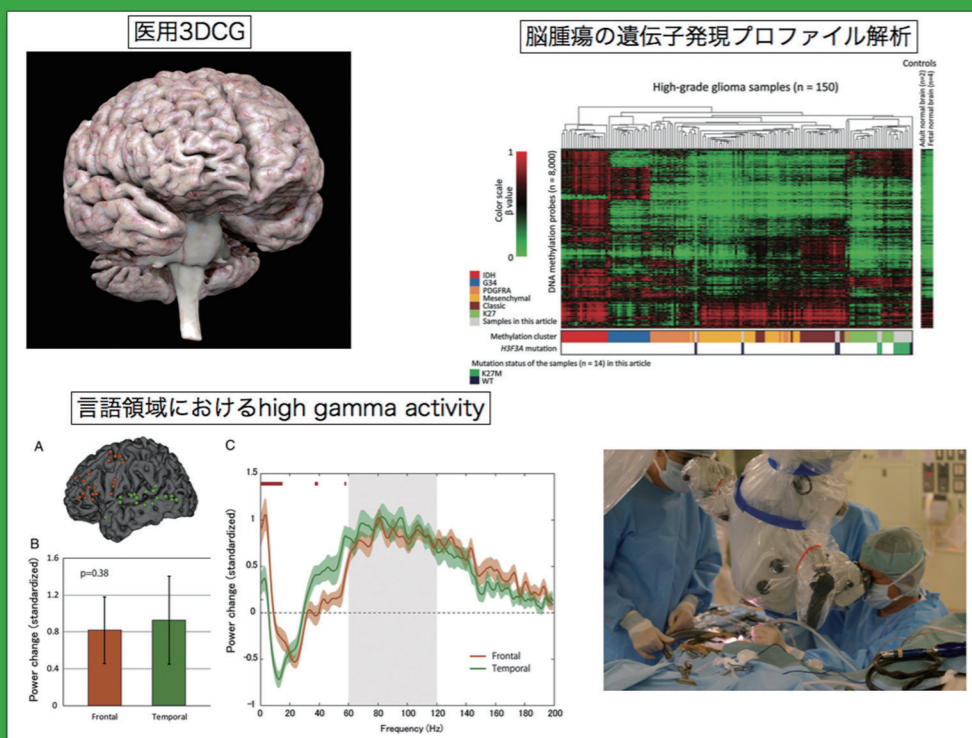 医用3DCG
脳腫瘍の遺伝子発現プロファイル解析
Controls
High-grade glioma samples (n = 150)
Adult normal brain (n=2)
Fetal normal brain (n=4)
1
Color scale
β value
0
DNA methylation probes (n = 8,000)
IDH
G34
PDGFRA
Mesenchymal
Classic
K27
Samples in this article
Methylation cluster
H3F3A mutation
Mutation status of the samples (n = 14) in this article
K27M
WT
言語領域におけるhigh gamma activity
A
B
Power change (standardized)
1.6
1.2
0.8
0.4
0
p=0.38
Frontal
Temporal
C
Power change (standardized)
1.5
1
0.5
0
-0.5
-1
Frontal
Temporal
0 20 40 60 80 100 120 140 160 180 200
Frequency (Hz)